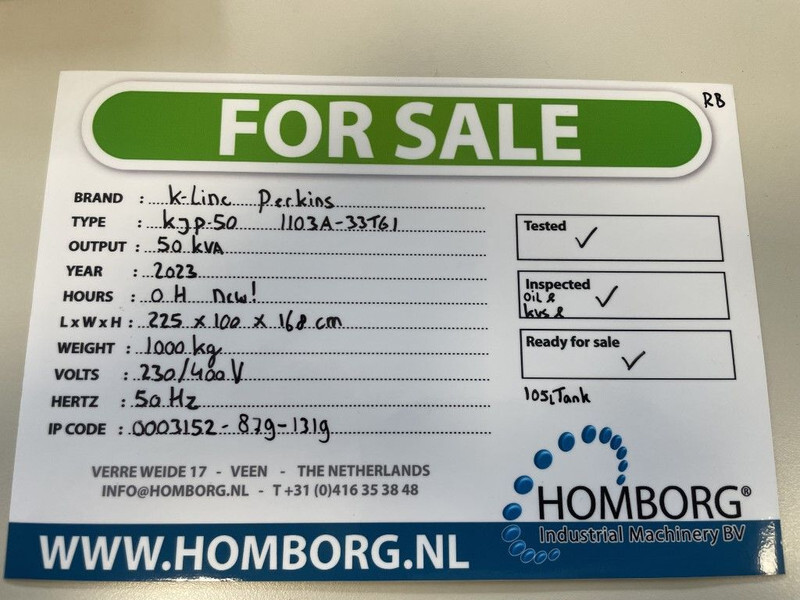 RB
FOR SALE
BRAND : K-Line Perkins
TYPE : KJP-50 1103A-33TG1
OUTPUT : 50 kVA
YEAR : 2023
HOURS : 0 H new!
L x W x H : 225 x 100 x 168 cm
WEIGHT : 1000 kg
VOLTS : 230/400 V
HERTZ : 50 Hz
IP CODE : 0003152-879-1319
Tested ✓
Inspected ✓
oil &
Ready for sale ✓
105L Tank
VERRE WEIDE 17 - VEEN - THE NETHERLANDS
INFO@HOMBORG.NL - T +31 (0)416 35 38 48
HOMBORG®
Industrial Machinery BV
WWW.HOMBORG.NL